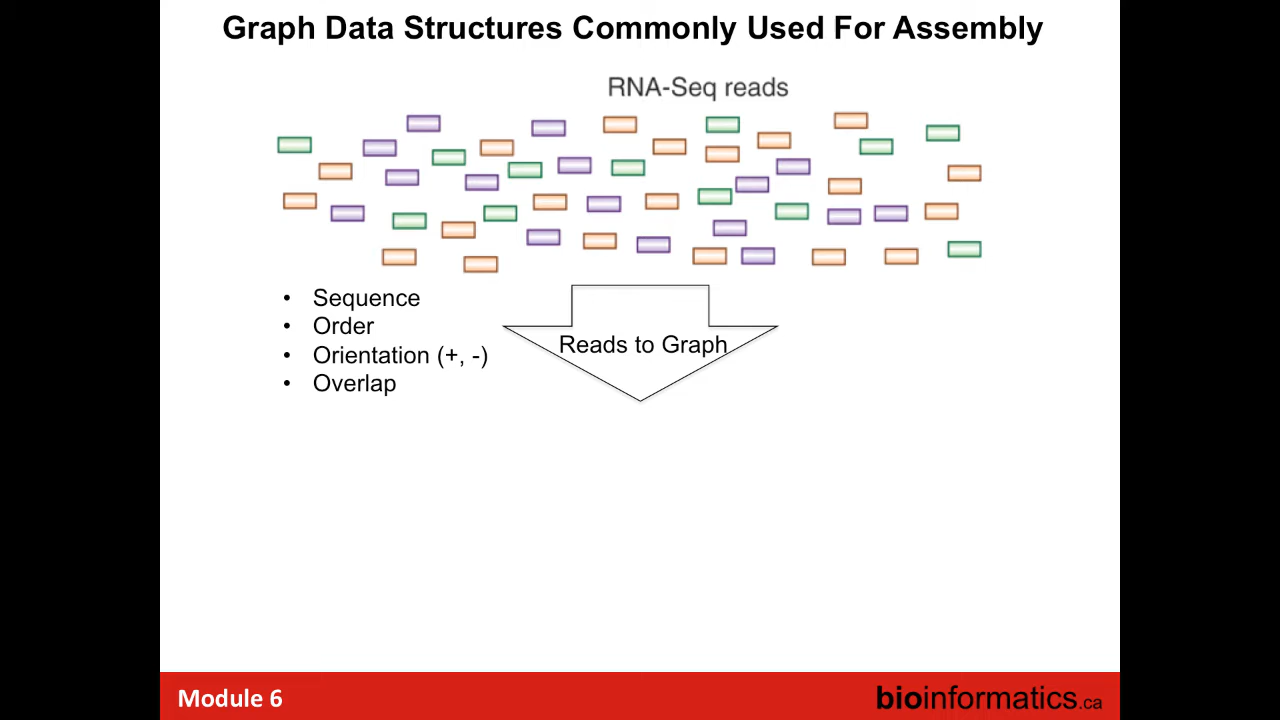 Graph Data Structures Commonly Used For Assembly
RNA-Seq reads
• Sequence
• Order
• Orientation (+, -)
• Overlap
Reads to Graph
Module 6
bioinformatics.ca